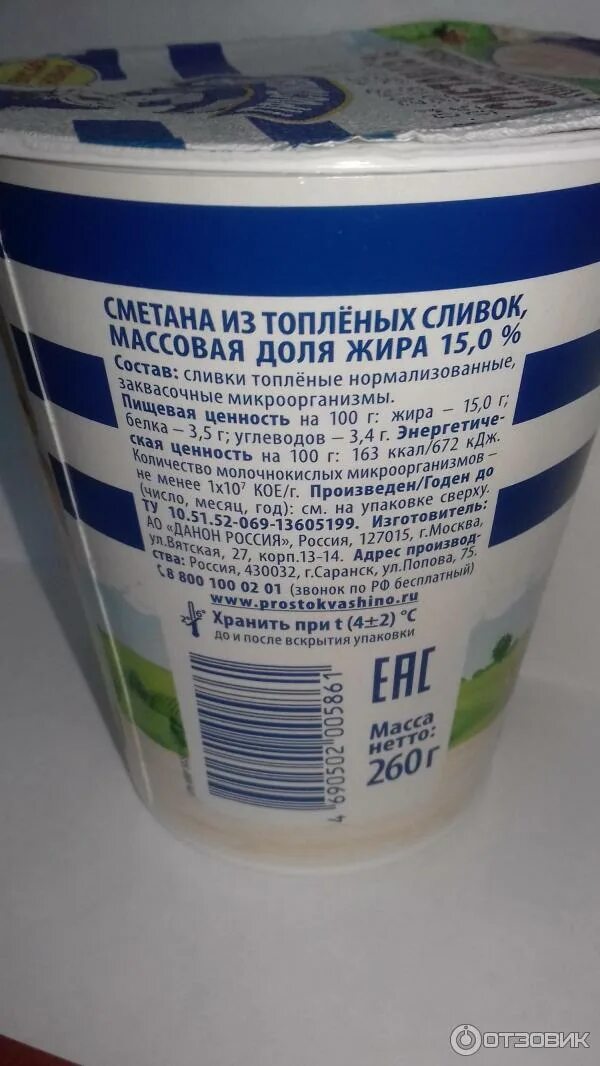 СМЕТАНА ИЗ ТОПЛЁНЫХ СЛИВОК,
МАССОВАЯ ДОЛЯ ЖИРА 15,0 %
Состав: сливки топлёные нормализованные,
заквасочные микроорганизмы.
Пищевая ценность на 100 г: жира – 15,0 г;
белка – 3,5 г; углеводов – 3,4 г. Энергетиче-
ская ценность на 100 г: 163 ккал/672 кДж.
Количество молочнокислых микроорганизмов –
не менее 1х10⁷ КОЕ/г. Произведен/Годен до
(число, месяц, год): см. на упаковке сверху.
ТУ 10.51.52-069-13605199. Изготовитель:
АО «ДАНОН РОССИЯ», Россия, 127015, г.Москва,
ул.Вятская, 27, корп.13-14. Адрес производ-
ства: Россия, 430032, г.Саранск, ул.Попова, 75.
8 800 100 02 01 (звонок по РФ бесплатный)
www.prostokvashino.ru
2° 6° Хранить при t (4±2) °C
до и после вскрытия упаковки
4 690502 005861
ЕАС
Масса
нетто:
260 г
ОТЗОВИК